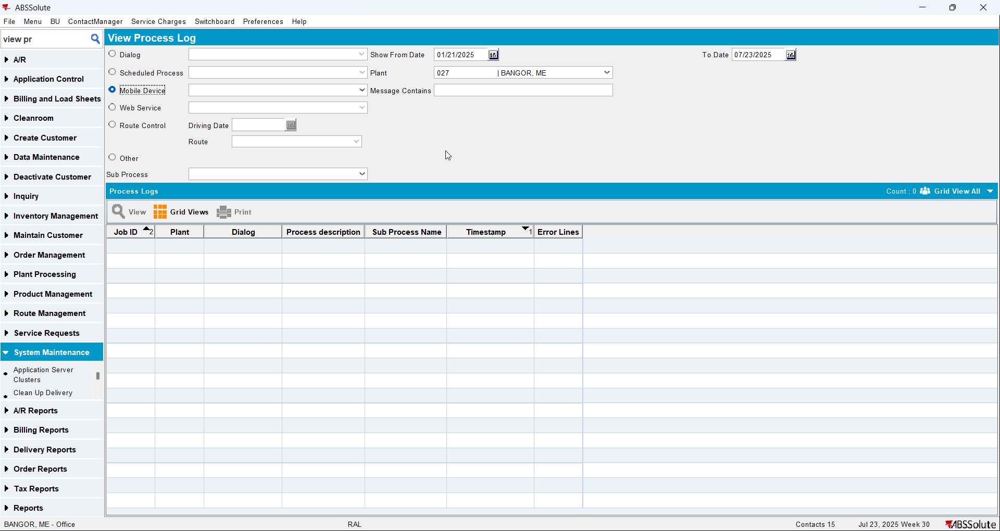 ABSSolute
File Menu BU ContactManager Service Charges Switchboard Preferences Help
view pr
View Process Log
A/R
Application Control
Billing and Load Sheets
Cleanroom
Create Customer
Data Maintenance
Deactivate Customer
Inquiry
Inventory Management
Maintain Customer
Order Management
Plant Processing
Product Management
Route Management
Service Requests
System Maintenance
Application Server
Clusters
Clean Up Delivery
A/R Reports
Billing Reports
Delivery Reports
Order Reports
Tax Reports
Reports
Dialog Show From Date 01/21/2025 16 To Date 07/23/2025 16
Scheduled Process Plant 027 | BANGOR, ME
Mobile Device Message Contains
Web Service
Route Control Driving Date 16
Route
Other
Sub Process
Process Logs Count : 0 Grid View All
View Grid Views Print
Job ID 2 Plant Dialog Process description Sub Process Name Timestamp 1 Error Lines
BANGOR, ME - Office RAL Contacts 15 Jul 23, 2025 Week 30 ABSSolute